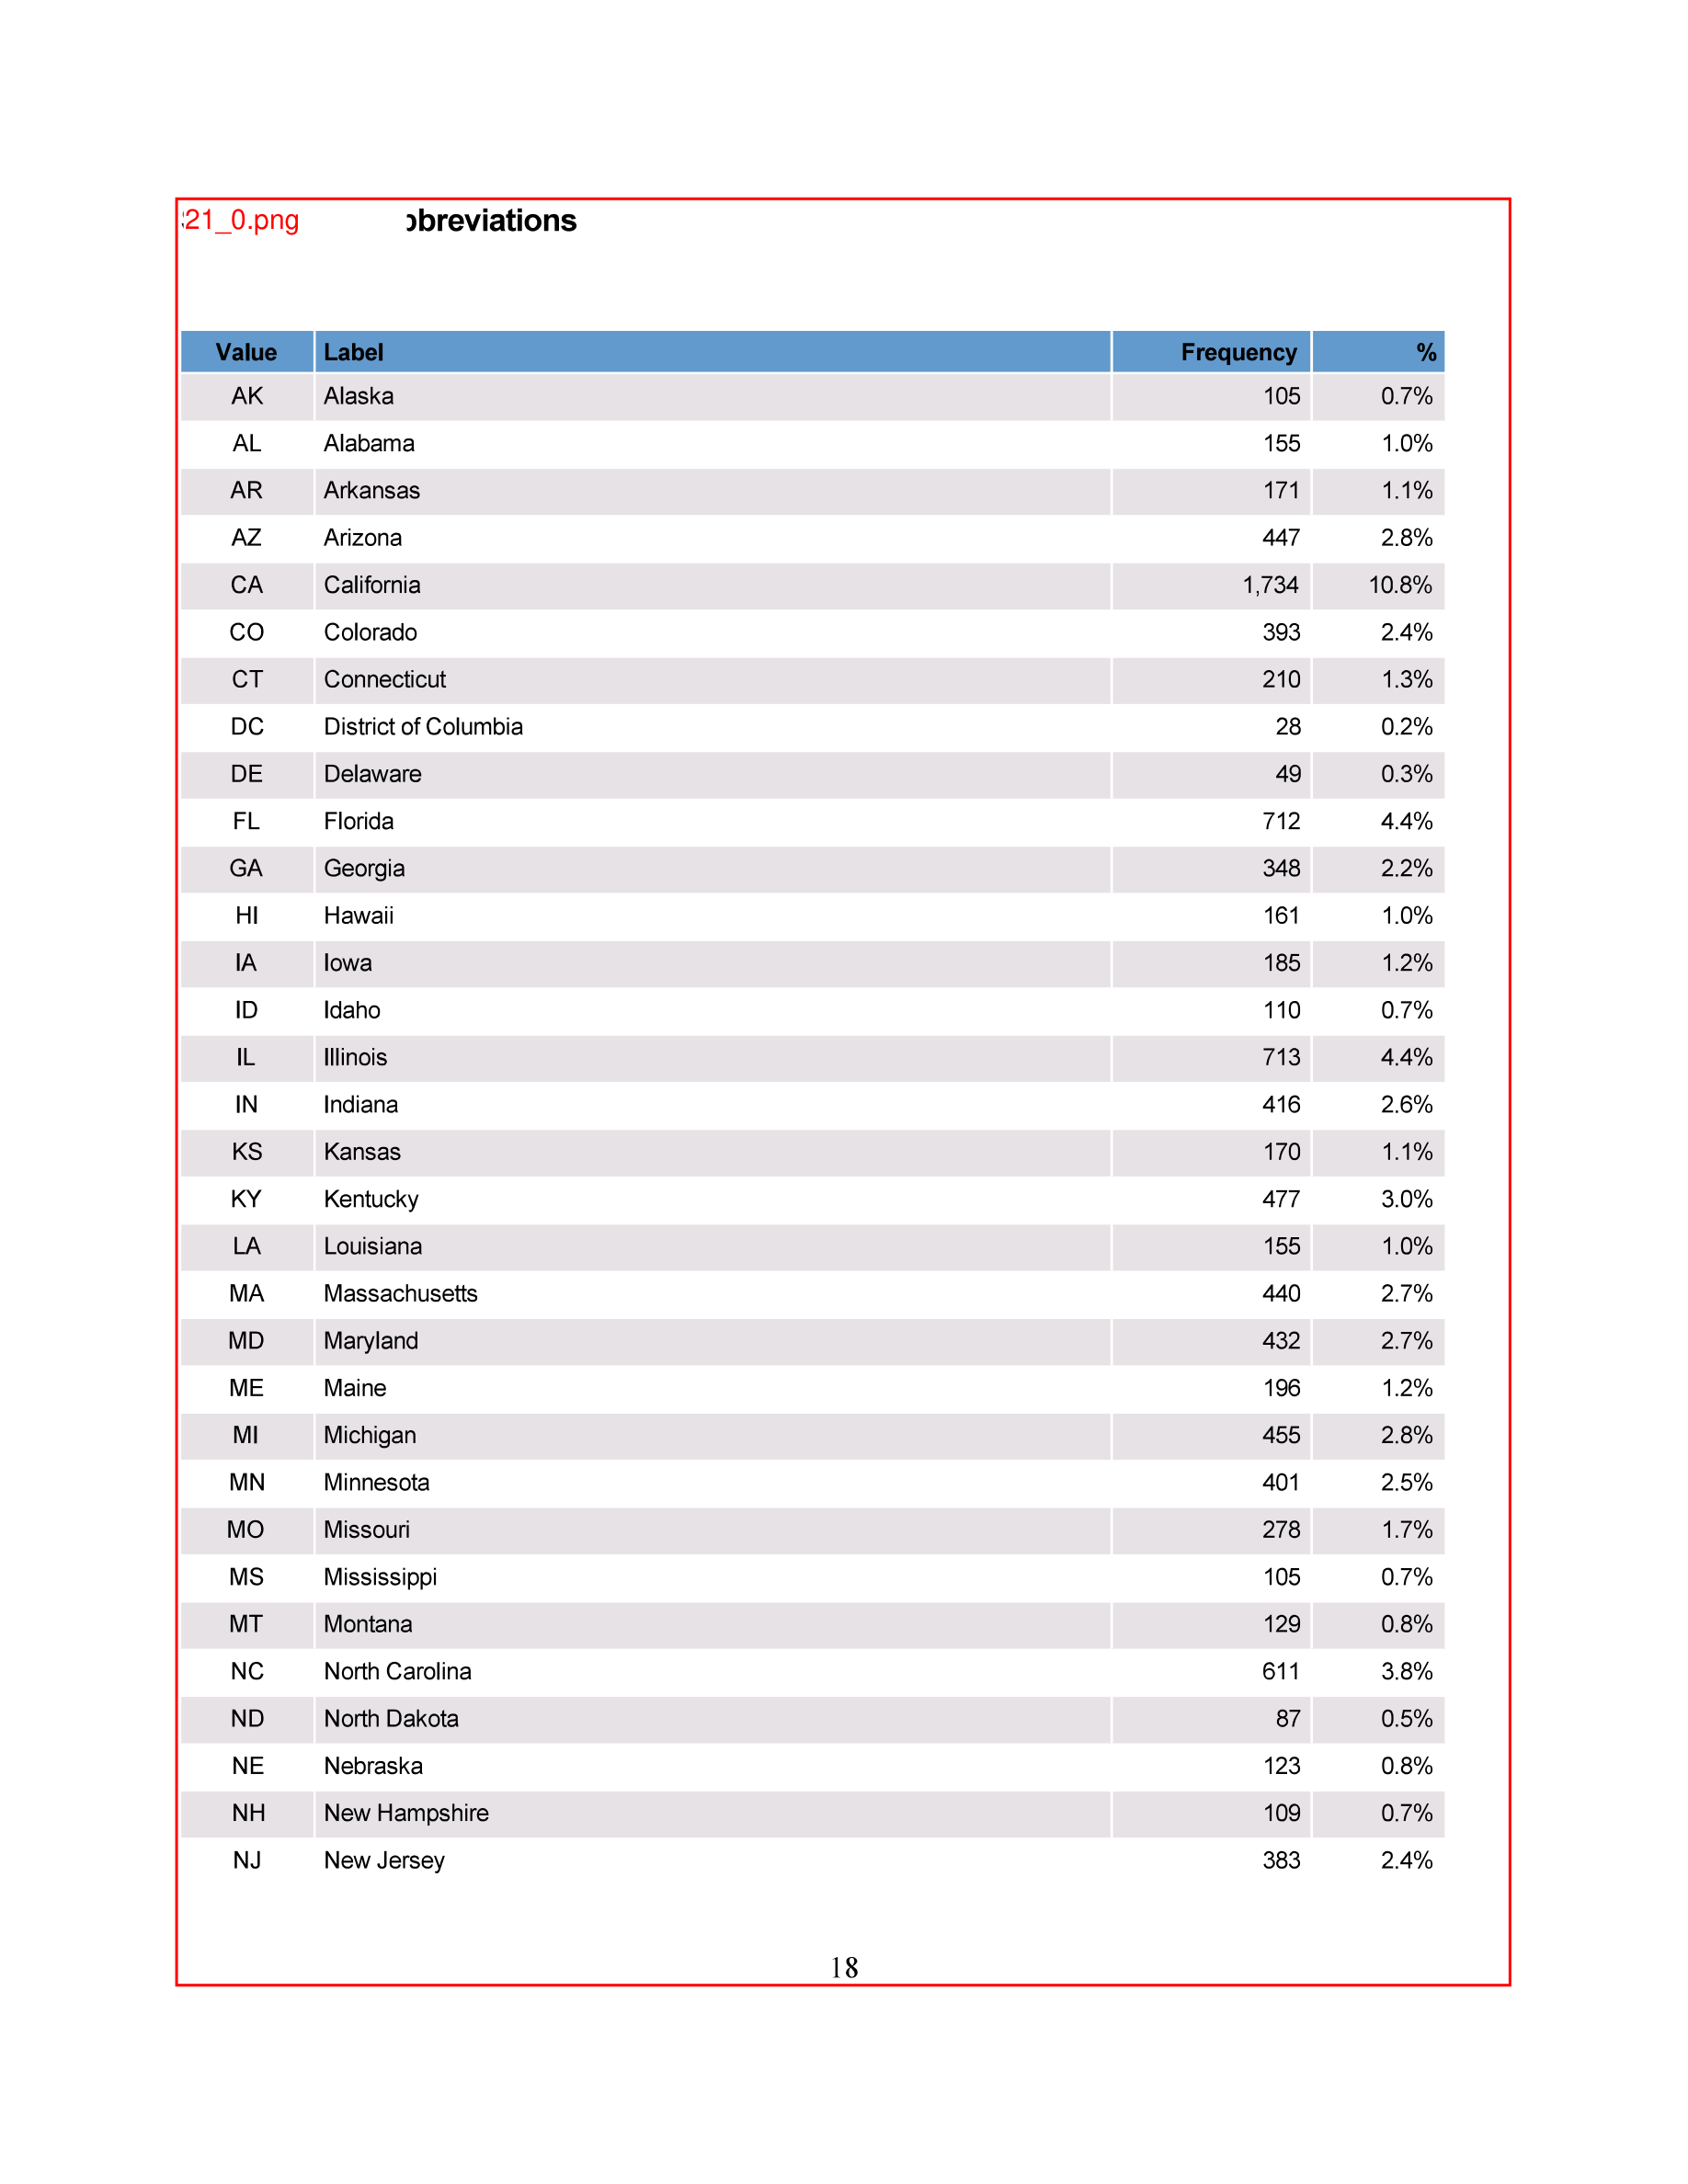 21_0.png bbreviations
Value Label Frequency %
AK Alaska 105 0.7%
AL Alabama 155 1.0%
AR Arkansas 171 1.1%
AZ Arizona 447 2.8%
CA California 1,734 10.8%
CO Colorado 393 2.4%
CT Connecticut 210 1.3%
DC District of Columbia 28 0.2%
DE Delaware 49 0.3%
FL Florida 712 4.4%
GA Georgia 348 2.2%
HI Hawaii 161 1.0%
IA Iowa 185 1.2%
ID Idaho 110 0.7%
IL Illinois 713 4.4%
IN Indiana 416 2.6%
KS Kansas 170 1.1%
KY Kentucky 477 3.0%
LA Louisiana 155 1.0%
MA Massachusetts 440 2.7%
MD Maryland 432 2.7%
ME Maine 196 1.2%
MI Michigan 455 2.8%
MN Minnesota 401 2.5%
MO Missouri 278 1.7%
MS Mississippi 105 0.7%
MT Montana 129 0.8%
NC North Carolina 611 3.8%
ND North Dakota 87 0.5%
NE Nebraska 123 0.8%
NH New Hampshire 109 0.7%
NJ New Jersey 383 2.4%
18